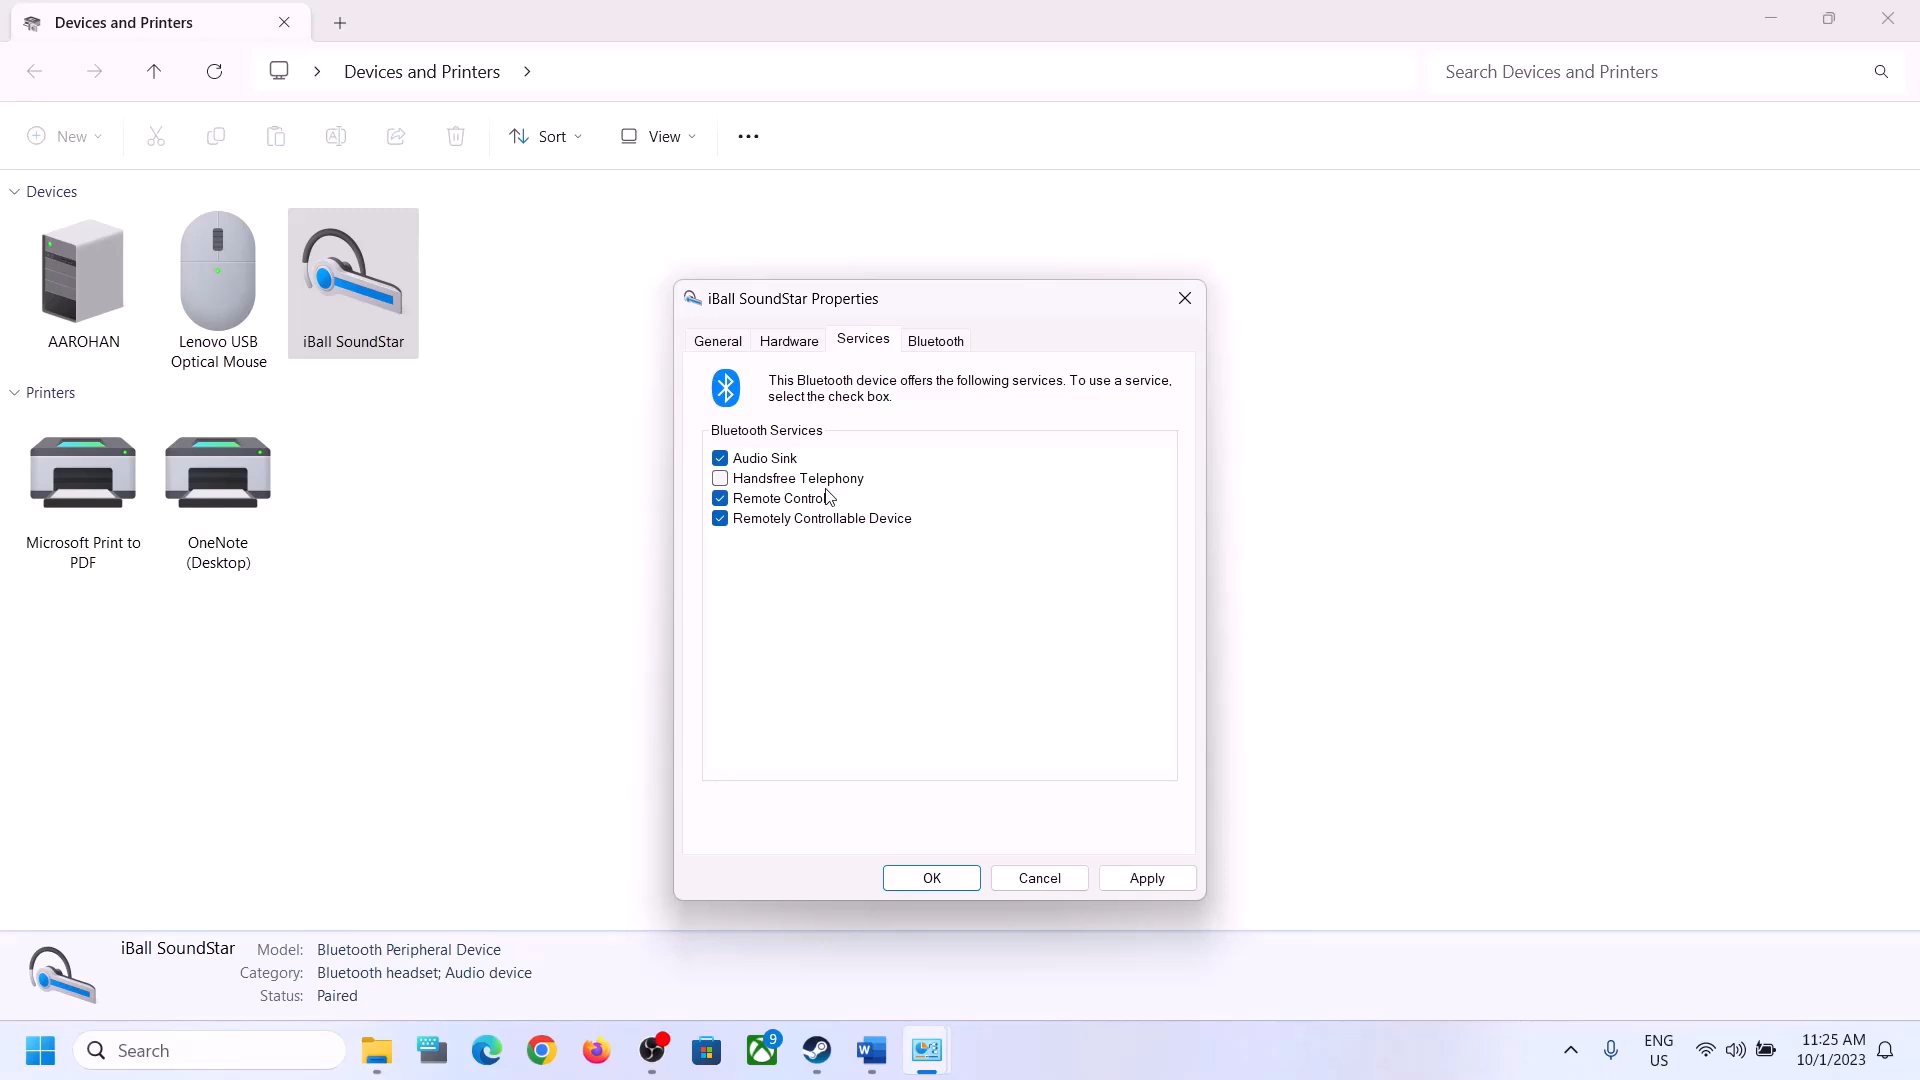 Devices and Printers
Devices and Printers
Search Devices and Printers
New
Sort
View
Devices
AAROHAN
Lenovo USB
Optical Mouse
iBall SoundStar
Printers
Microsoft Print to
PDF
OneNote
(Desktop)
iBall SoundStar Properties
General
Hardware
Services
Bluetooth
This Bluetooth device offers the following services. To use a service,
select the check box.
Bluetooth Services
Audio Sink
Handsfree Telephony
Remote Control
Remotely Controllable Device
OK
Cancel
Apply
iBall SoundStar
Model: Bluetooth Peripheral Device
Category: Bluetooth headset; Audio device
Status: Paired
Search
9
ENG
US
11:25 AM
10/1/2023